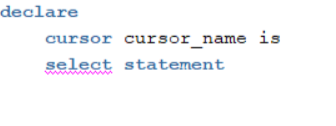 declare
cursor cursor_name is
select statement